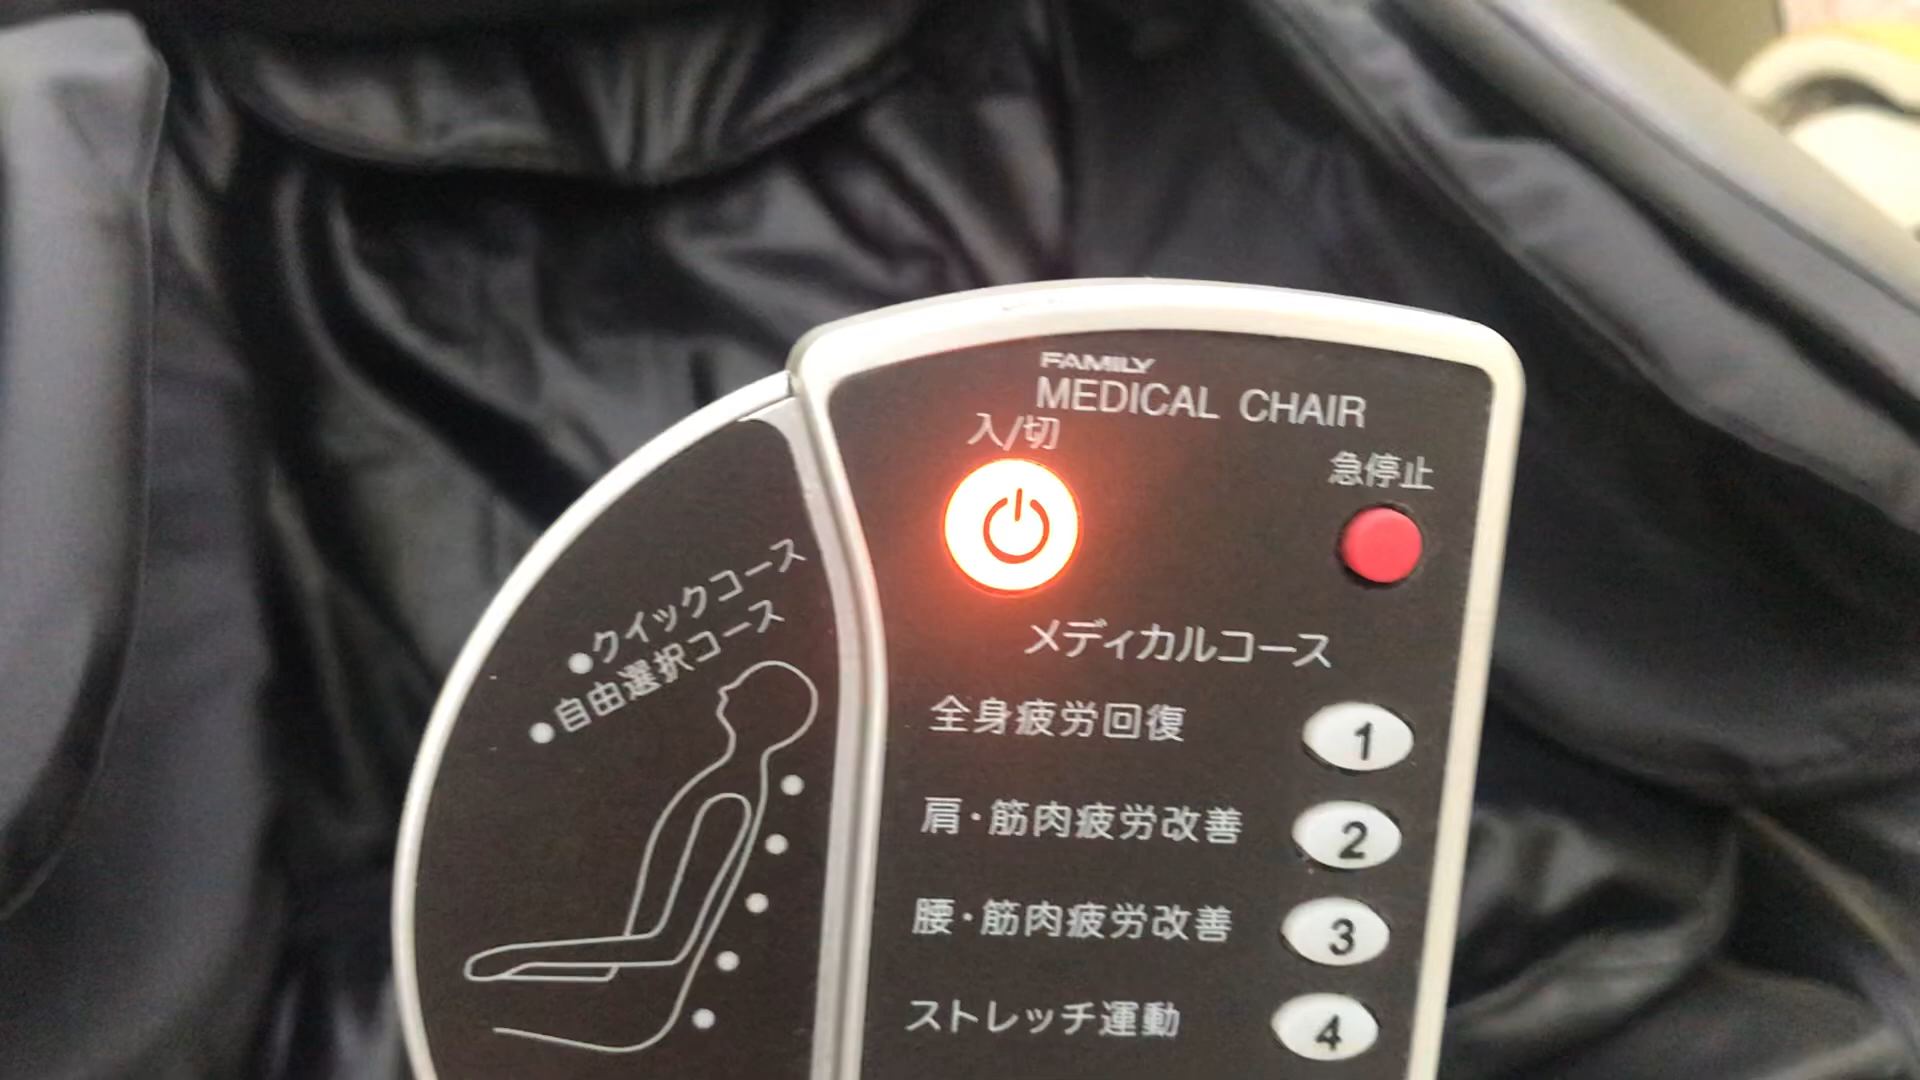 FAMILY
MEDICAL CHAIR
入/切
急停止
メディカルコース
全身疲労回復 1
肩・筋肉疲労改善 2
腰・筋肉疲労改善 3
ストレッチ運動 4
●クイックコース
●自由選択コース